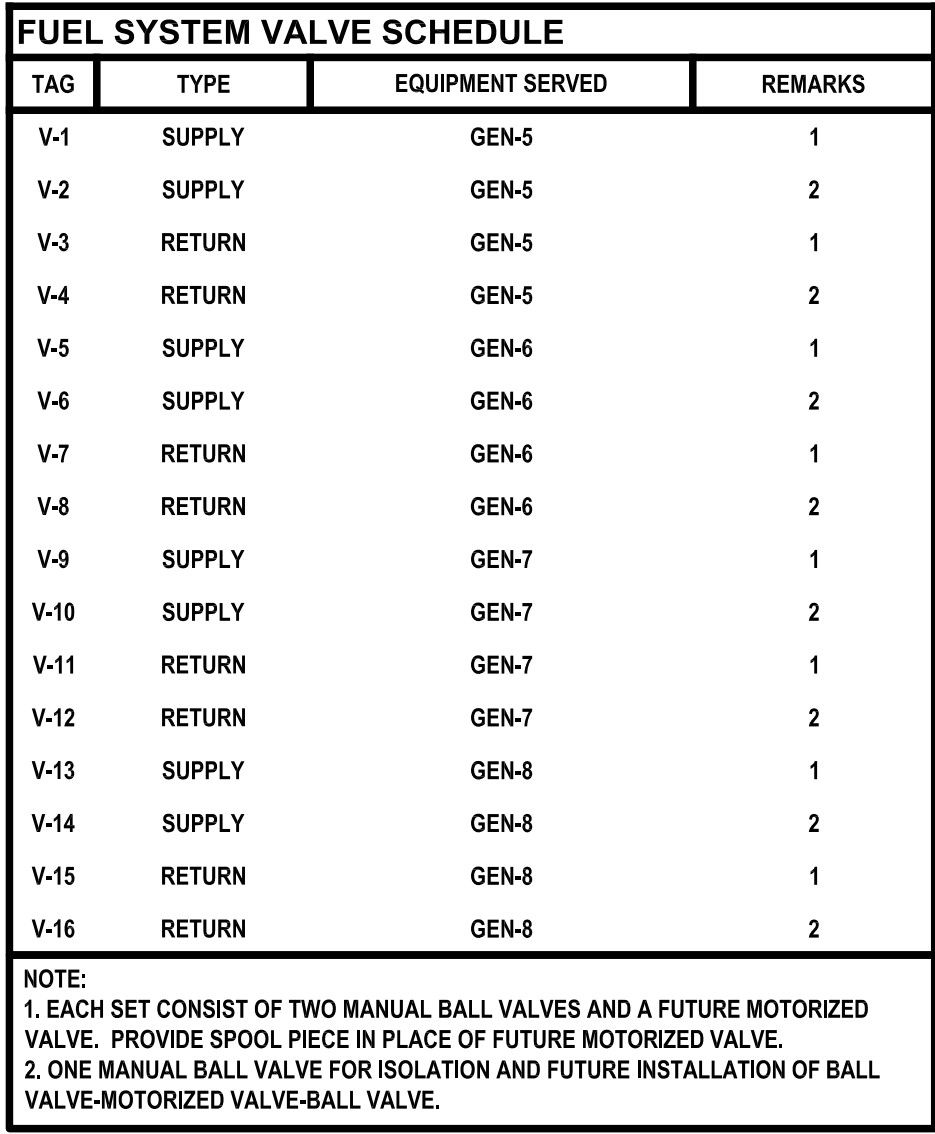 FUEL SYSTEM VALVE SCHEDULE
TAG TYPE EQUIPMENT SERVED REMARKS
V-1 SUPPLY GEN-5 1
V-2 SUPPLY GEN-5 2
V-3 RETURN GEN-5 1
V-4 RETURN GEN-5 2
V-5 SUPPLY GEN-6 1
V-6 SUPPLY GEN-6 2
V-7 RETURN GEN-6 1
V-8 RETURN GEN-6 2
V-9 SUPPLY GEN-7 1
V-10 SUPPLY GEN-7 2
V-11 RETURN GEN-7 1
V-12 RETURN GEN-7 2
V-13 SUPPLY GEN-8 1
V-14 SUPPLY GEN-8 2
V-15 RETURN GEN-8 1
V-16 RETURN GEN-8 2
NOTE:
1. EACH SET CONSIST OF TWO MANUAL BALL VALVES AND A FUTURE MOTORIZED
VALVE. PROVIDE SPOOL PIECE IN PLACE OF FUTURE MOTORIZED VALVE.
2. ONE MANUAL BALL VALVE FOR ISOLATION AND FUTURE INSTALLATION OF BALL
VALVE-MOTORIZED VALVE-BALL VALVE.